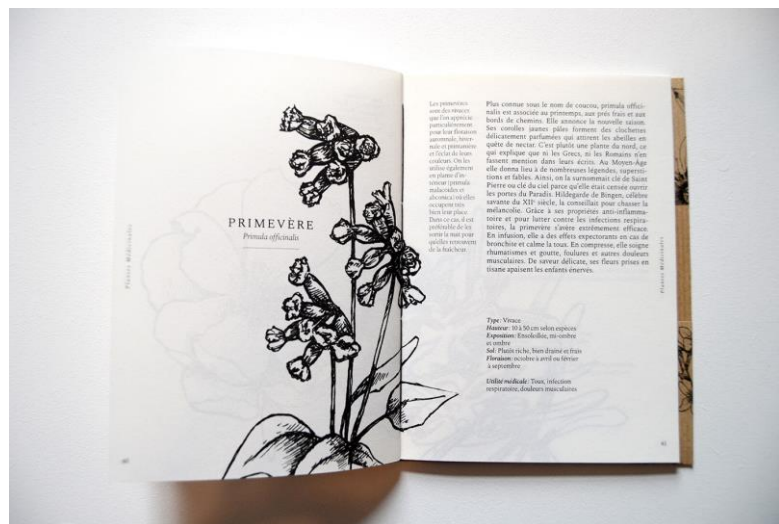 Plantes Médicinales
PRIMEVÈRE
Primula officinalis
Les primevères
sont des vivaces
que l'on apprécie
particulièrement
pour leur floraison
automnale, hiver-
nale et printanière
et l'éclat de leurs
couleurs. On les
utilise également
en plante d'in-
térieur (primula
malacoides et
abconica) où elles
occupent très
bien leur place.
Dans ce cas, il est
préférable de les
sortir la nuit pour
qu'elles retrouvent
de la fraîcheur.
Plus connue sous le nom de coucou, primula offici-
nalis est associée au printemps, aux prés frais et aux
bords de chemins. Elle annonce la nouvelle saison.
Ses corolles jaunes pâles forment des clochettes
délicatement parfumées qui attirent les abeilles en
quête de nectar. C'est plutôt une plante du nord, ce
qui explique que ni les Grecs, ni les Romains n'en
fassent mention dans leurs écrits. Au Moyen-Âge
elle donna lieu à de nombreuses légendes, supersti-
tions et fables. Ainsi, on la surnommait clé de Saint
Pierre ou clé du ciel parce qu'elle était censée ouvrir
les portes du Paradis. Hildegarde de Bingen, célèbre
savante du XIIe siècle, la conseillait pour chasser la
mélancolie. Grâce à ses propriétés anti-inflamma-
toire et pour lutter contre les infections respira-
toires, la primevère s'avère extrêmement efficace.
En infusion, elle a des effets expectorants en cas de
bronchite et calme la toux. En compresse, elle soigne
rhumatismes et goutte, foulures et autres douleurs
musculaires. De saveur délicate, ses fleurs prises en
tisane apaisent les enfants énervés.
Type : Vivace
Hauteur : 10 à 50 cm selon espèces
Exposition : Ensoleillée, mi-ombre
et ombre
Sol : Plutôt riche, bien drainé et frais
Floraison : octobre à avril ou février
à septembre
Utilité médicale : Toux, infection
respiratoire, douleurs musculaires
Plantes Médicinales